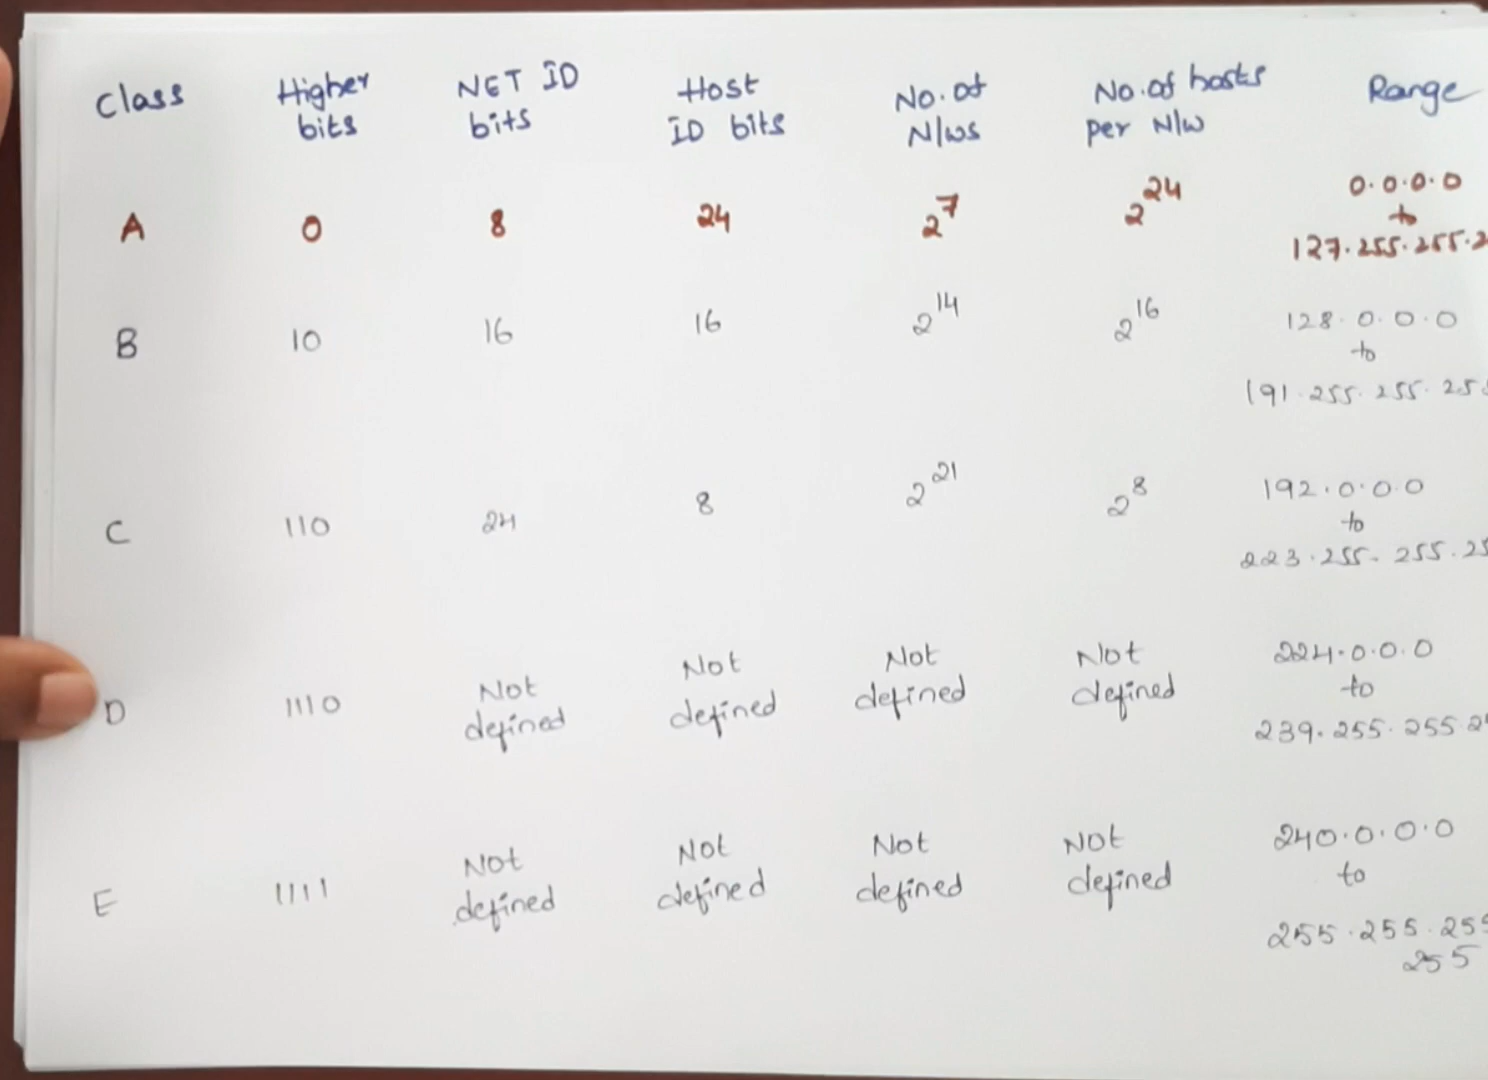 Class Higher bits NET ID bits Host ID bits No. of N/ws No. of hosts per N/w Range
A 0 8 24 2^7 2^24 0.0.0.0
to
127.255.255.2
B 10 16 16 2^14 2^16 128.0.0.0
to
191.255.255.25
C 110 24 8 2^21 2^8 192.0.0.0
to
223.255.255.25
D 1110 Not defined Not defined Not defined Not defined 224.0.0.0
to
239.255.255
E 1111 Not defined Not defined Not defined Not defined 240.0.0.0
to
255.255.255
255